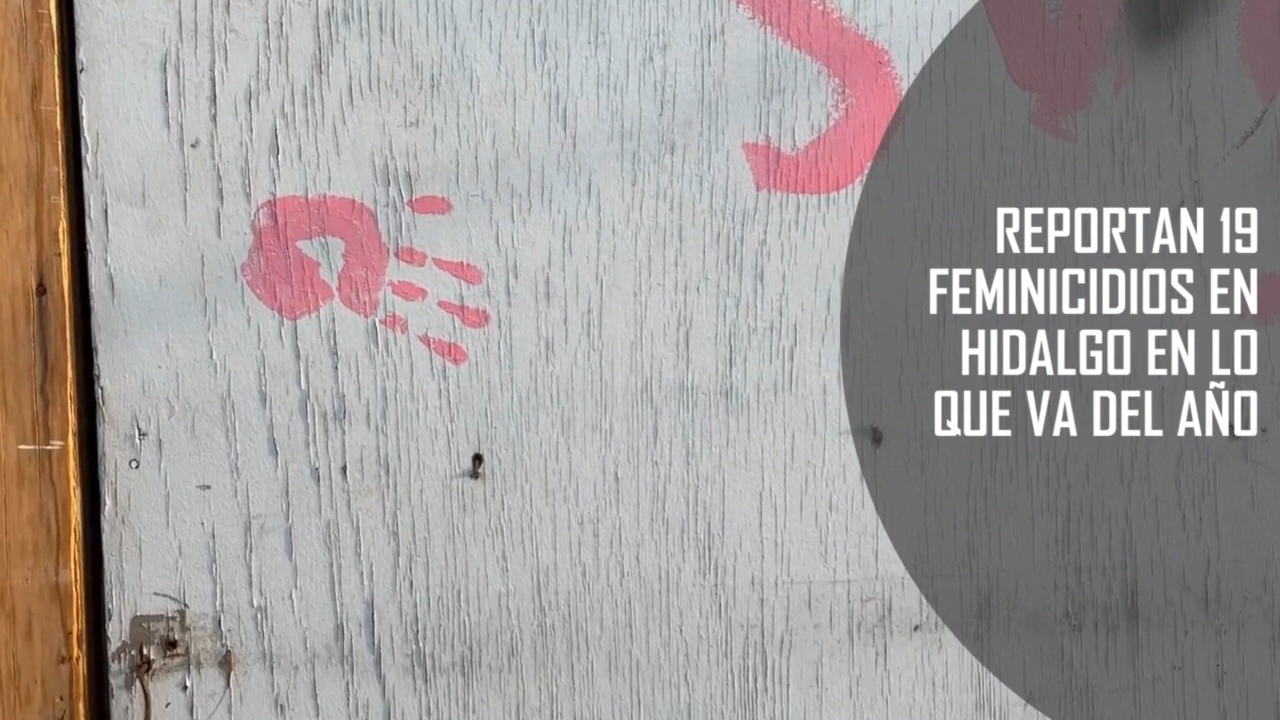 REPORTAN 19
FEMINICIDIOS EN
HIDALGO EN LO
QUE VA DEL AÑO